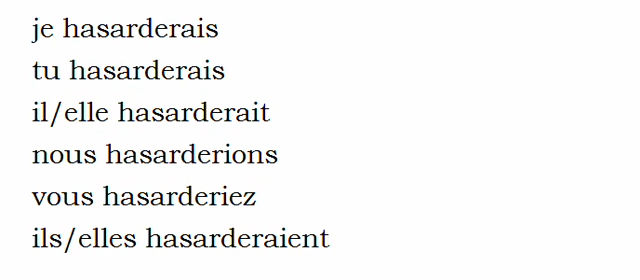 je hasarderais
tu hasarderais
il/elle hasarderait
nous hasarderions
vous hasarderiez
ils/elles hasarderaient